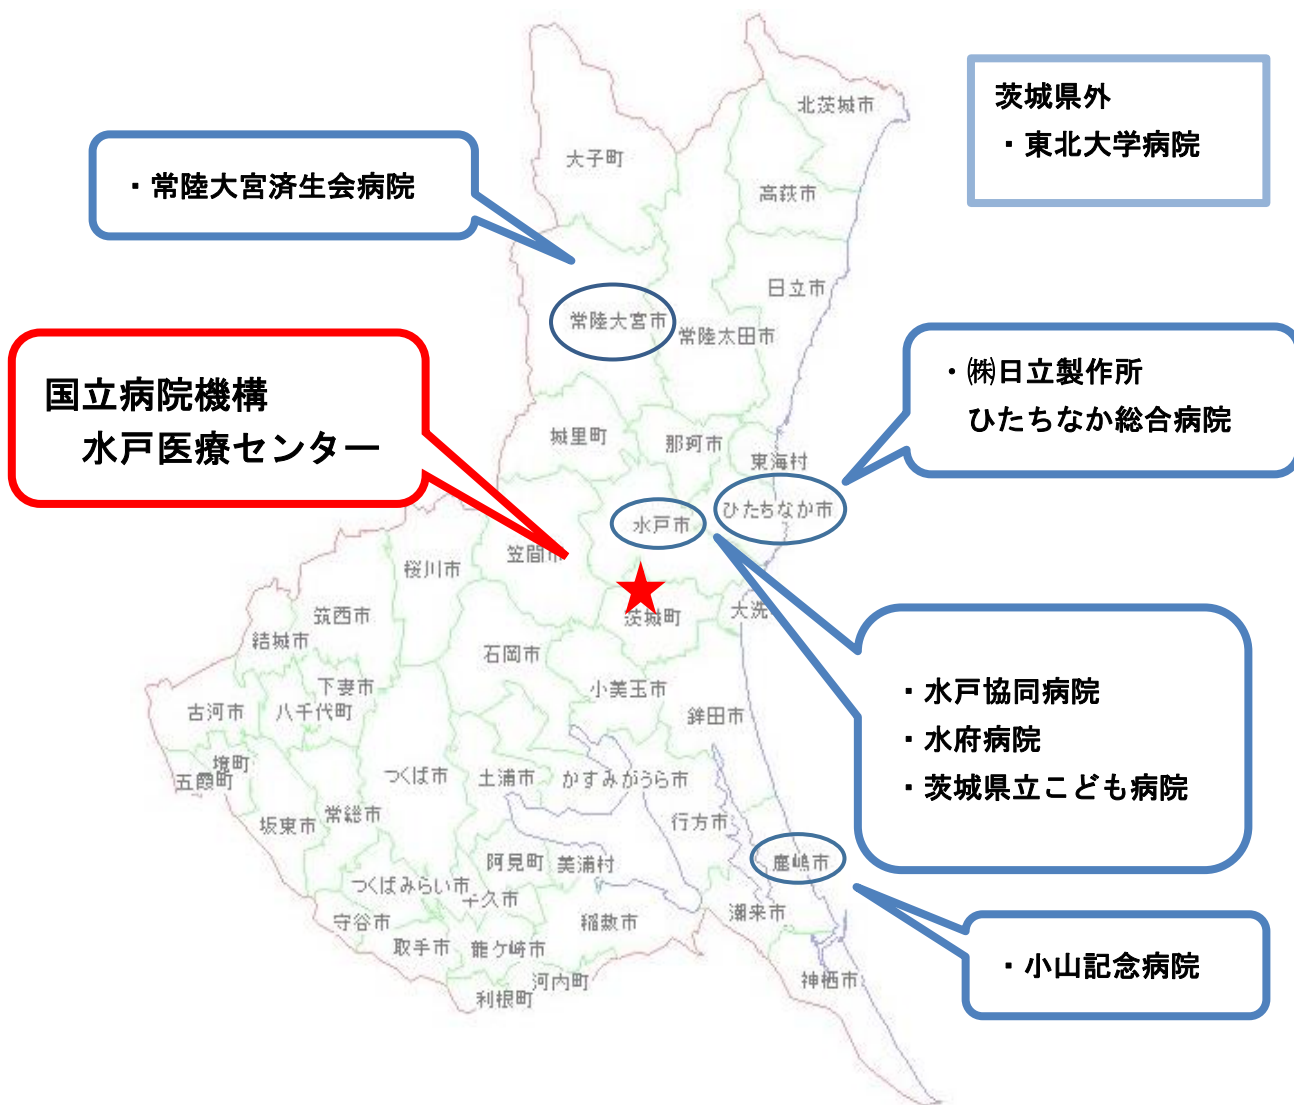 茨城県外
・東北大学病院
・常陸大宮済生会病院
国立病院機構
水戸医療センター
・㈱日立製作所
ひたちなか総合病院
・水戸協同病院
・水府病院
・茨城県立こども病院
・小山記念病院
北茨城市
大子町
高萩市
日立市
常陸大宮市
常陸太田市
城里町
那珂市
東海村
ひたちなか市
水戸市
笠間市
桜川市
茨城町
大洗
筑西市
結城市
石岡市
小美玉市
下妻市
八千代町
古河市
鉾田市
境町
五霞町
つくば市
土浦市
かすみがうら市
行方市
常総市
坂東市
鹿嶋市
阿見町
美浦村
つくばみらい市
牛久市
守谷市
稲敷市
潮来市
取手市
龍ケ崎市
河内町
利根町
神栖市